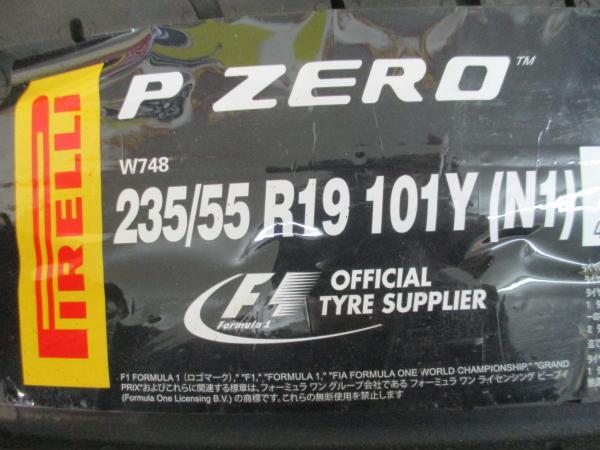 P ZERO™
PIRELLI
W748
235/55 R19 101Y (N1)
F1
Formula 1
OFFICIAL
TYRE SUPPLIER
F1 FORMULA 1 (ロゴマーク)," "F1," "FORMULA 1," "FIA FORMULA ONE WORLD CHAMPIONSHIP," "GRAND
PRIX"およびこれらに関連する標章は、フォーミュラ ワン グループ会社である フォーミュラ ワン ライセンシング ビーブイ
(Formula One Licensing B.V.) の商標です。これらの無断使用を禁止します